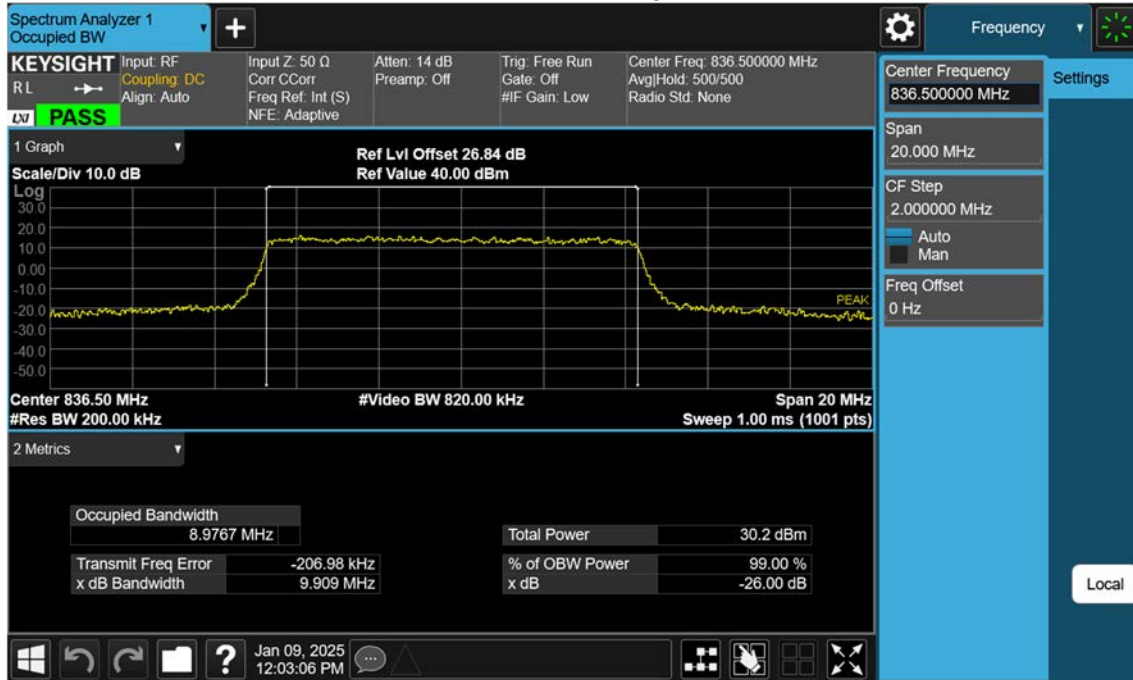 Spectrum Analyzer 1
Occupied BW
Frequency
KEYSIGHT
RL
LXI
PASS
Input: RF
Coupling: DC
Align: Auto
Input Z: 50 Ω
Corr CCorr
Freq Ref: Int (S)
NFE: Adaptive
Atten: 14 dB
Preamp: Off
Trig: Free Run
Gate: Off
#IF Gain: Low
Center Freq: 836.500000 MHz
Avg|Hold: 500/500
Radio Std: None
Center Frequency
836.500000 MHz
Settings
Span
20.000 MHz
CF Step
2.000000 MHz
Auto
Man
Freq Offset
0 Hz
Local
1 Graph
Scale/Div 10.0 dB
Ref Lvl Offset 26.84 dB
Ref Value 40.00 dBm
Log
30.0
20.0
10.0
0.00
-10.0
-20.0
-30.0
-40.0
-50.0
PEAK
Center 836.50 MHz
#Res BW 200.00 kHz
#Video BW 820.00 kHz
Span 20 MHz
Sweep 1.00 ms (1001 pts)
2 Metrics
Occupied Bandwidth
8.9767 MHz
Total Power 30.2 dBm
Transmit Freq Error -206.98 kHz
% of OBW Power 99.00 %
x dB Bandwidth 9.909 MHz
x dB -26.00 dB
?
Jan 09, 2025
12:03:06 PM